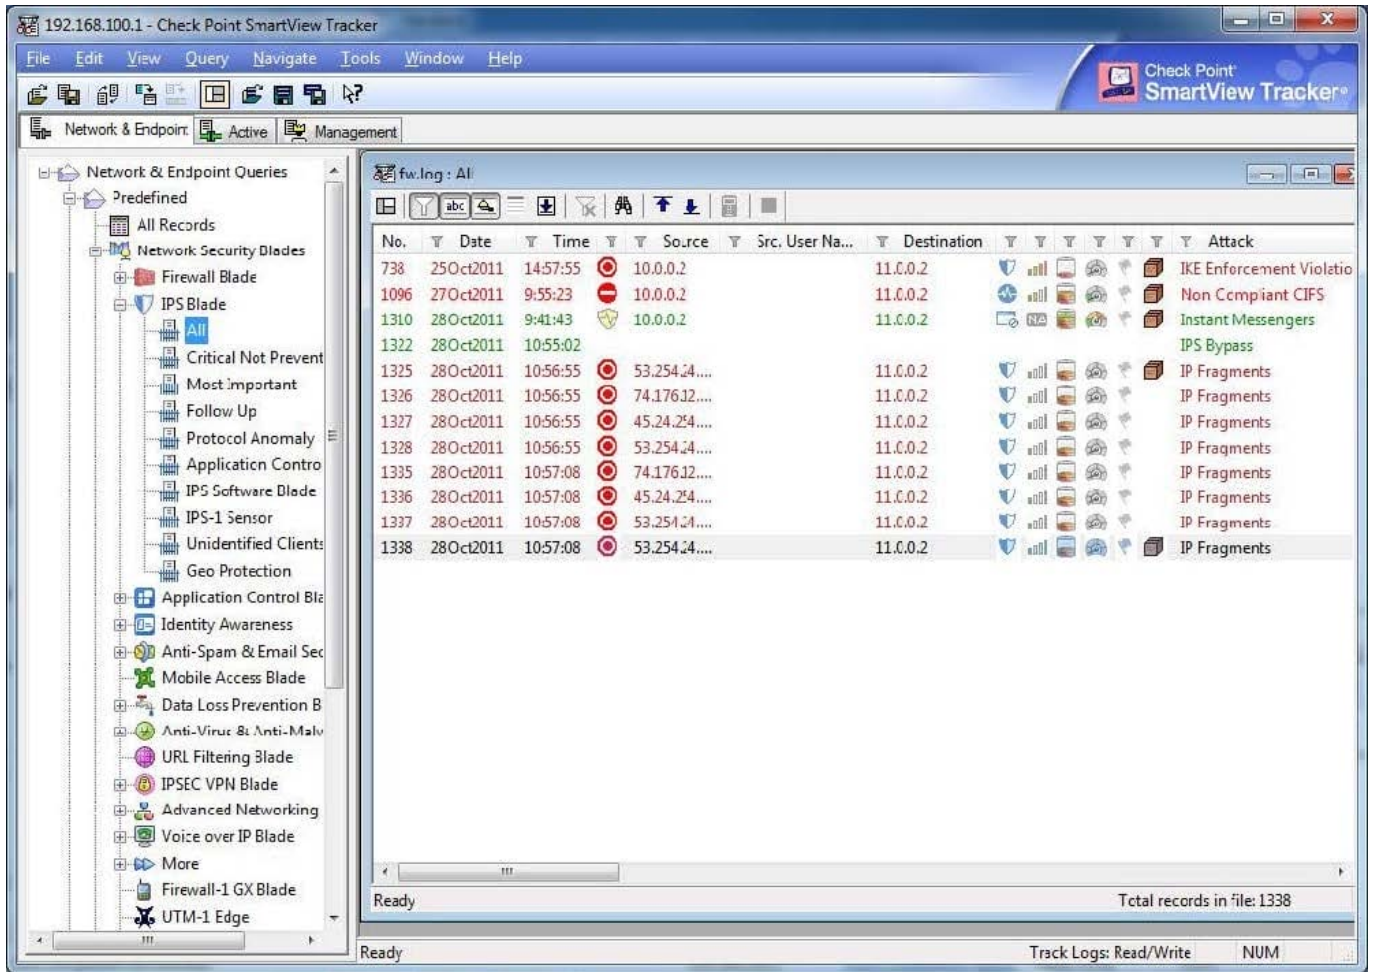 192.168.100.1 - Check Point SmartView Tracker
File Edit View Query Navigate Tools Window Help
Check Point
SmartView Tracker
Network & Endpoint Active Management
Network & Endpoint Queries
Predefined
All Records
Network Security Blades
Firewall Blade
IPS Blade
All
Critical Not Prevent
Most Important
Follow Up
Protocol Anomaly
Application Contro
IPS Software Blade
IPS-1 Sensor
Unidentified Clients
Geo Protection
Application Control Bla
Identity Awareness
Anti-Spam & Email Sec
Mobile Access Blade
Data Loss Prevention B
Anti-Virus & Anti-Malv
URL Filtering Blade
IPSEC VPN Blade
Advanced Networking
Voice over IP Blade
More
Firewall-1 GX Blade
UTM-1 Edge
fw.log : All
abc
No. Date Time Source Src. User Na... Destination Attack
738 25Oct2011 14:57:55 10.0.0.2 11.0.0.2 IKE Enforcement Violatio
1096 27Oct2011 9:55:23 10.0.0.2 11.0.0.2 Non Compliant CIFS
1310 28Oct2011 9:41:43 10.0.0.2 11.0.0.2 NA Instant Messengers
1322 28Oct2011 10:55:02 IPS Bypass
1325 28Oct2011 10:56:55 53.254.24.... 11.0.0.2 IP Fragments
1326 28Oct2011 10:56:55 74.176.12.... 11.0.0.2 IP Fragments
1327 28Oct2011 10:56:55 45.24.254.... 11.0.0.2 IP Fragments
1328 28Oct2011 10:56:55 53.254.24.... 11.0.0.2 IP Fragments
1335 28Oct2011 10:57:08 74.176.12.... 11.0.0.2 IP Fragments
1336 28Oct2011 10:57:08 45.24.254.... 11.0.0.2 IP Fragments
1337 28Oct2011 10:57:08 53.254.24.... 11.0.0.2 IP Fragments
1338 28Oct2011 10:57:08 53.254.24.... 11.0.0.2 IP Fragments
Ready Total records in file: 1338
Ready Track Logs: Read/Write NUM